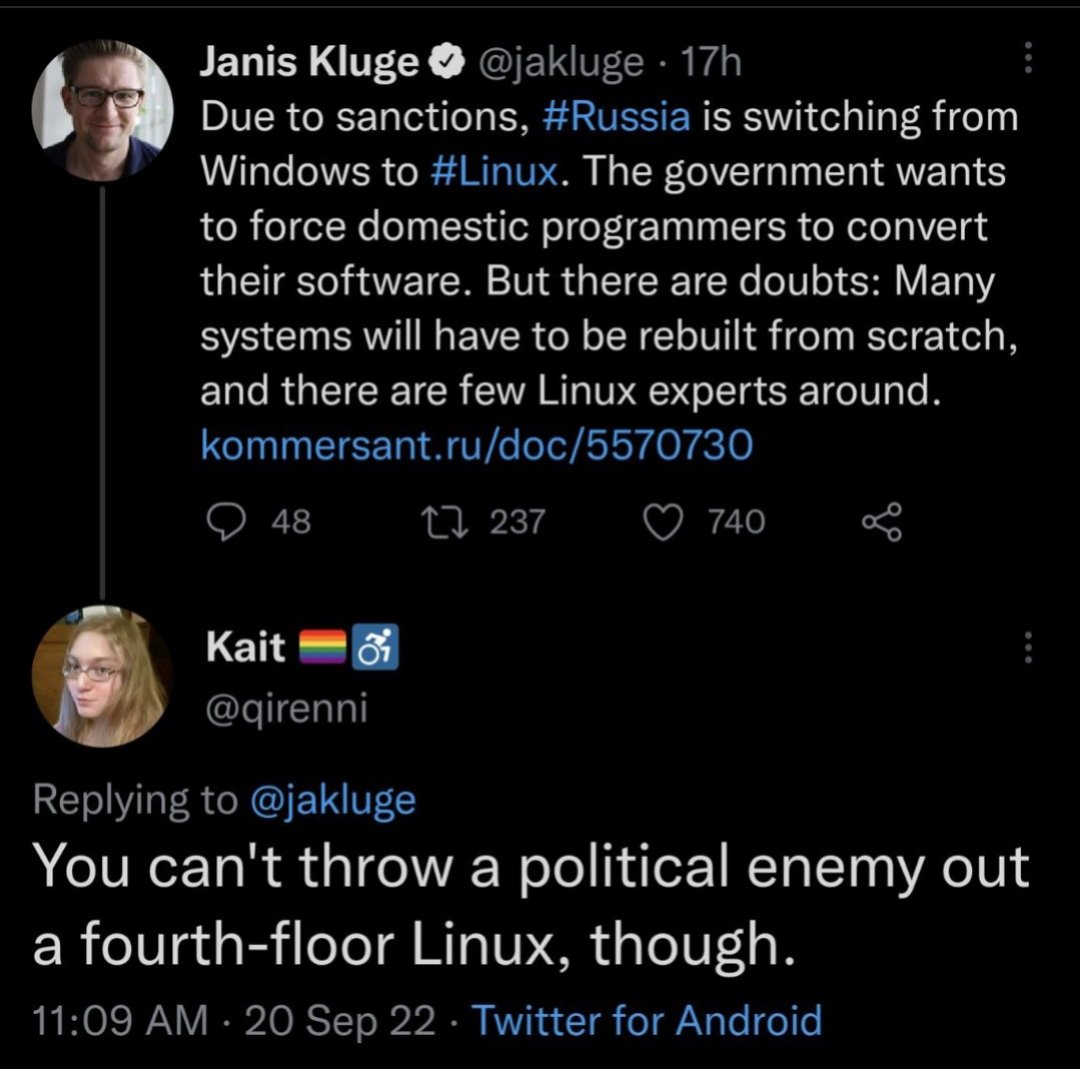 Janis Kluge @jakluge · 17h
Due to sanctions, #Russia is switching from
Windows to #Linux. The government wants
to force domestic programmers to convert
their software. But there are doubts: Many
systems will have to be rebuilt from scratch,
and there are few Linux experts around.
kommersant.ru/doc/5570730
48 237 740
Kait
@qirenni
Replying to @jakluge
You can't throw a political enemy out
a fourth-floor Linux, though.
11:09 AM · 20 Sep 22 · Twitter for Android